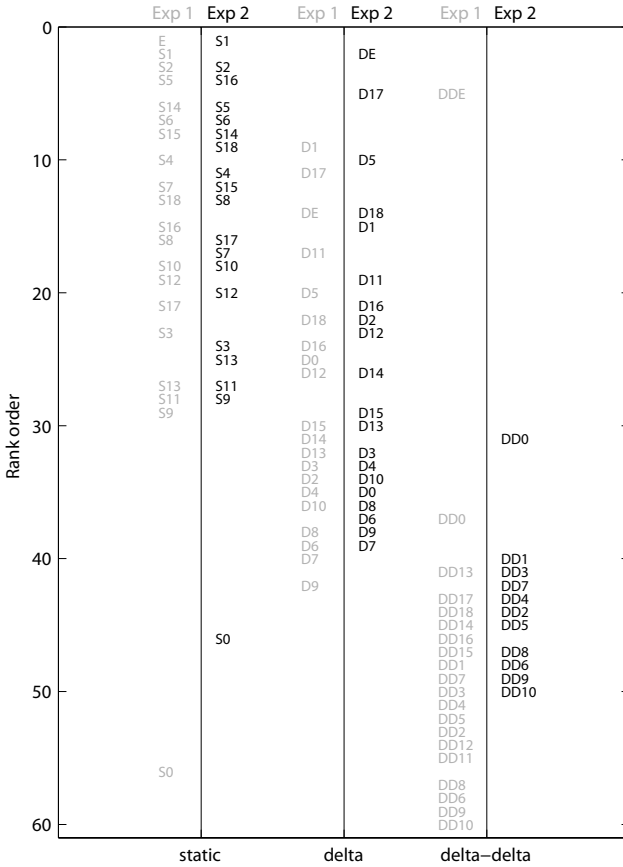 Exp 1 Exp 2 Exp 1 Exp 2 Exp 1 Exp 2
0
E S1
S1 DE
S2 S2
S5 S16
D17 DDE
S14 S5
S6 S6
S15 S14
S18 D1
10 S4 D5
S4 D17
S7 S15
S18 S8
DE D18
S16 D1
S8 S17
S7 D11
S10 S10
S12 D11
20 S12 D5
S17 D16
D18 D2
S3 D12
S3 D16
S13 D0
D12 D14
S13 S11
S11 S9
S9 D15
30 D15 D13
D14 DD0
D13 D3
D3 D4
D2 D10
D4 D0
D10 D8
D6 DD0
D8 D9
D6 D7
40 D7 DD1
DD13 DD3
D9 DD7
DD17 DD4
DD18 DD2
DD14 DD5
S0 DD16
DD15 DD8
DD1 DD6
DD7 DD9
50 DD3 DD10
DD4
DD5
DD2
DD12
DD11
S0
DD8
DD6
DD9
60 DD10
Rank order
static delta delta−delta